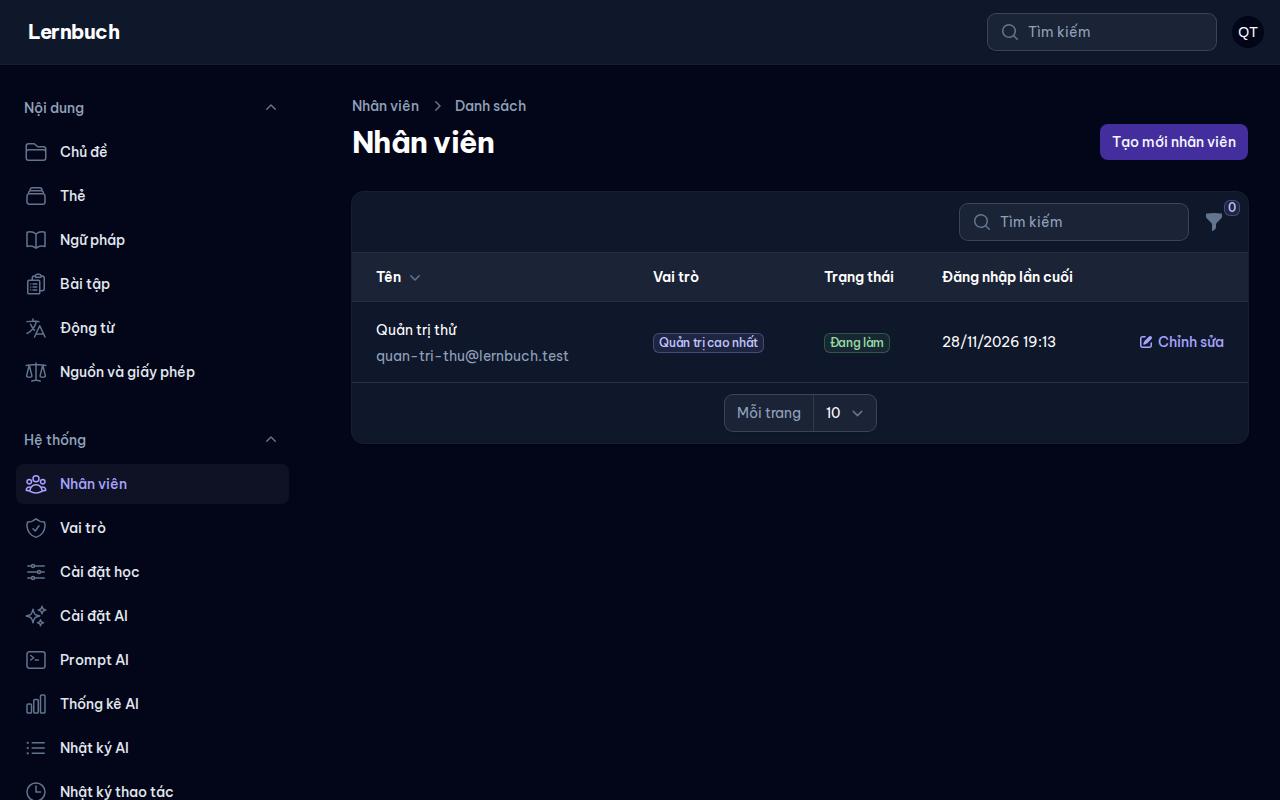 Lernbuch
Tìm kiếm
QT
Nội dung
Chủ đề
Thẻ
Ngữ pháp
Bài tập
Động từ
Nguồn và giấy phép
Hệ thống
Nhân viên
Vai trò
Cài đặt học
Cài đặt AI
Prompt AI
Thống kê AI
Nhật ký AI
Nhật ký thao tác
Nhân viên > Danh sách
Nhân viên
Tạo mới nhân viên
Tìm kiếm
0
Tên Vai trò Trạng thái Đăng nhập lần cuối
Quản trị thử
quan-tri-thu@lernbuch.test
Quản trị cao nhất
Đang làm
28/11/2026 19:13
Chỉnh sửa
Mỗi trang 10